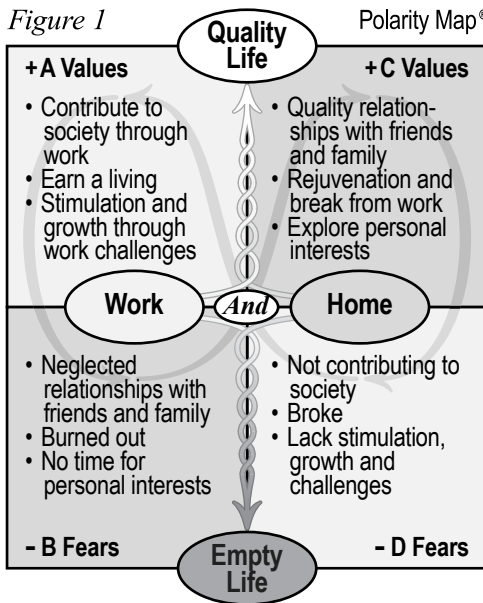 Figure 1
Polarity Map®
Quality
Life
+A Values
• Contribute to
society through
work
• Earn a living
• Stimulation and
growth through
work challenges
+C Values
• Quality relation-
ships with friends
and family
• Rejuvenation and
break from work
• Explore personal
interests
Work
And
Home
• Neglected
relationships with
friends and family
• Burned out
• No time for
personal interests
– B Fears
• Not contributing to
society
• Broke
• Lack stimulation,
growth and
challenges
– D Fears
Empty
Life